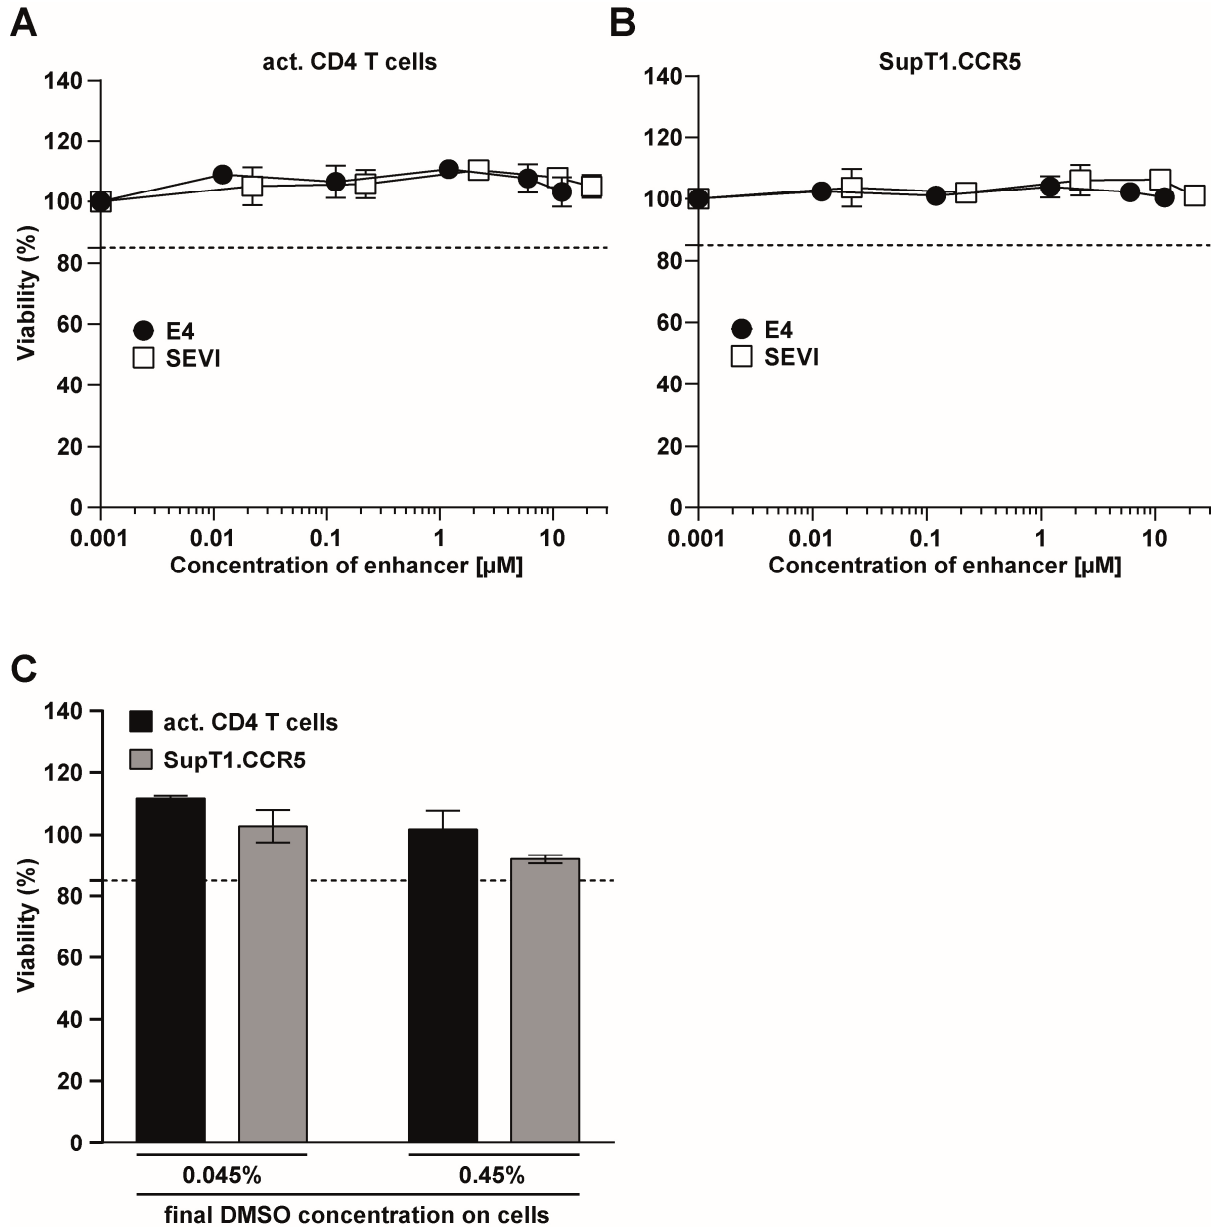 A
act. CD4 T cells
140
120
100
80
60
40
20
0
Viability (%)
E4
SEVI
0.001 0.01 0.1 1 10
Concentration of enhancer [µM]
B
SupT1.CCR5
140
120
100
80
60
40
20
0
E4
SEVI
0.001 0.01 0.1 1 10
Concentration of enhancer [µM]
C
140
120
100
80
60
40
20
0
Viability (%)
act. CD4 T cells
SupT1.CCR5
0.045% 0.45%
final DMSO concentration on cells